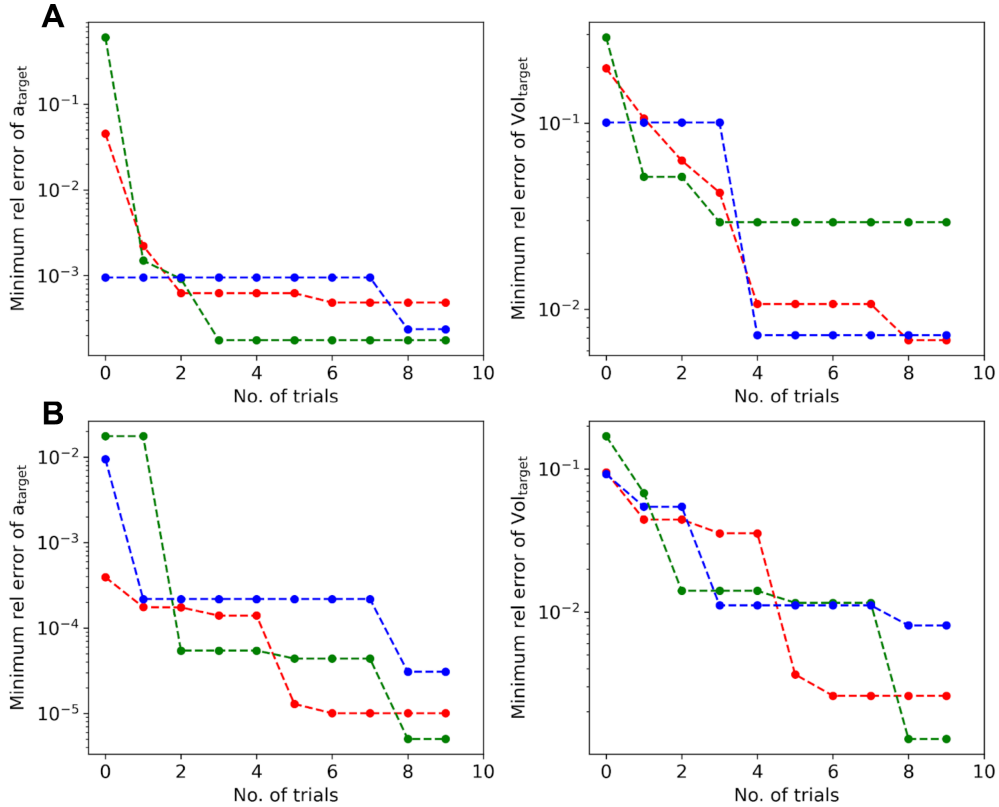 A
Minimum rel error of a_target
10⁻¹
10⁻²
10⁻³
0 2 4 6 8 10
No. of trials
Minimum rel error of Vol_target
10⁻¹
10⁻²
0 2 4 6 8 10
No. of trials
B
Minimum rel error of a_target
10⁻²
10⁻³
10⁻⁴
10⁻⁵
0 2 4 6 8 10
No. of trials
Minimum rel error of Vol_target
10⁻¹
10⁻²
0 2 4 6 8 10
No. of trials